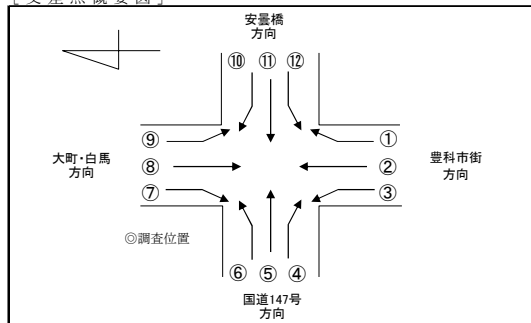 [交差点概要図]
安曇橋
方向
⑩ ⑪ ⑫
⑨ ①
大町・白馬
方向
⑧ ②
豊科市街
方向
⑦ ③
◎調査位置
⑥ ⑤ ④
国道147号
方向